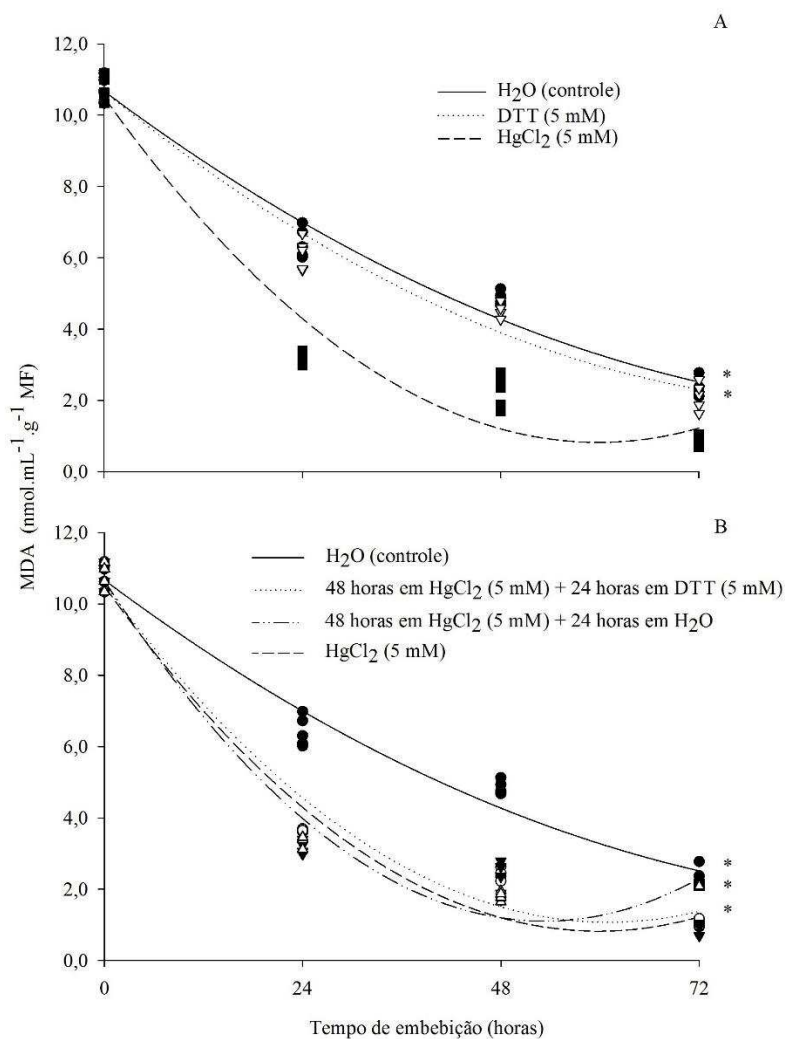 A
12,0
10,0
8,0
6,0
4,0
2,0
0,0
H2O (controle)
DTT (5 mM)
HgCl2 (5 mM)
*
*
MDA (nmol.mL-1.g-1 MF)
B
12,0
10,0
8,0
6,0
4,0
2,0
0,0
H2O (controle)
48 horas em HgCl2 (5 mM) + 24 horas em DTT (5 mM)
48 horas em HgCl2 (5 mM) + 24 horas em H2O
HgCl2 (5 mM)
*
*
*
0 24 48 72
Tempo de embebição (horas)